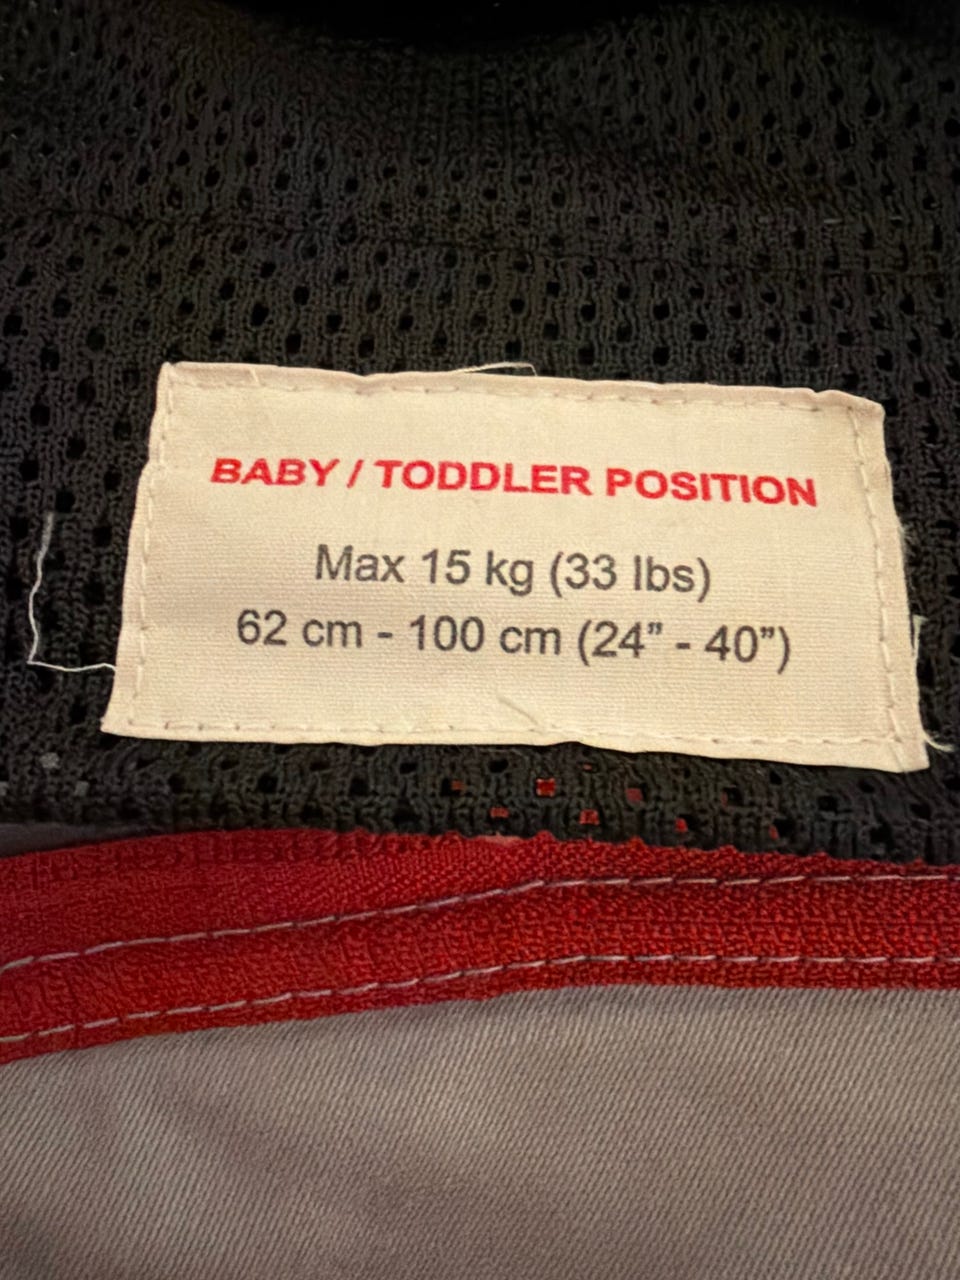 BABY / TODDLER POSITION
Max 15 kg (33 lbs)
62 cm - 100 cm (24” - 40”)